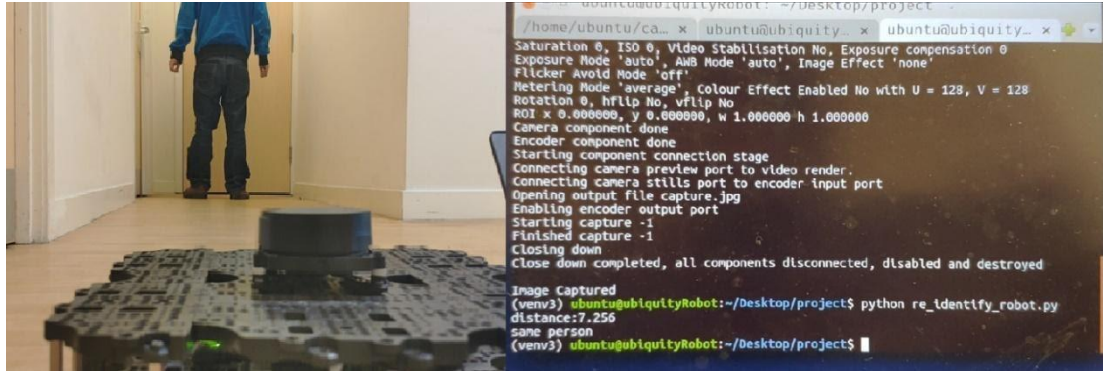 ubuntu@ubiquityRobot: ~/Desktop/project
/home/ubuntu/ca… × ubuntu@ubiquity… × ubuntu@ubiquity… ×
Saturation 0, ISO 0, Video Stabilisation No, Exposure compensation 0
Exposure Mode 'auto', AWB Mode 'auto', Image Effect 'none'
Flicker Avoid Mode 'off'
Metering Mode 'average', Colour Effect Enabled No with U = 128, V = 128
Rotation 0, hflip No, vflip No
ROI x 0.000000, y 0.000000, w 1.000000 h 1.000000
Camera component done
Encoder component done
Starting component connection stage
Connecting camera preview port to video render.
Connecting camera stills port to encoder input port
Opening output file capture.jpg
Enabling encoder output port
Starting capture -1
Finished capture -1
Closing down
Close down completed, all components disconnected, disabled and destroyed
Image Captured
(venv3) ubuntu@ubiquityRobot:~/Desktop/project$ python re_identify_robot.py
distance:7.256
same person
(venv3) ubuntu@ubiquityRobot:~/Desktop/project$